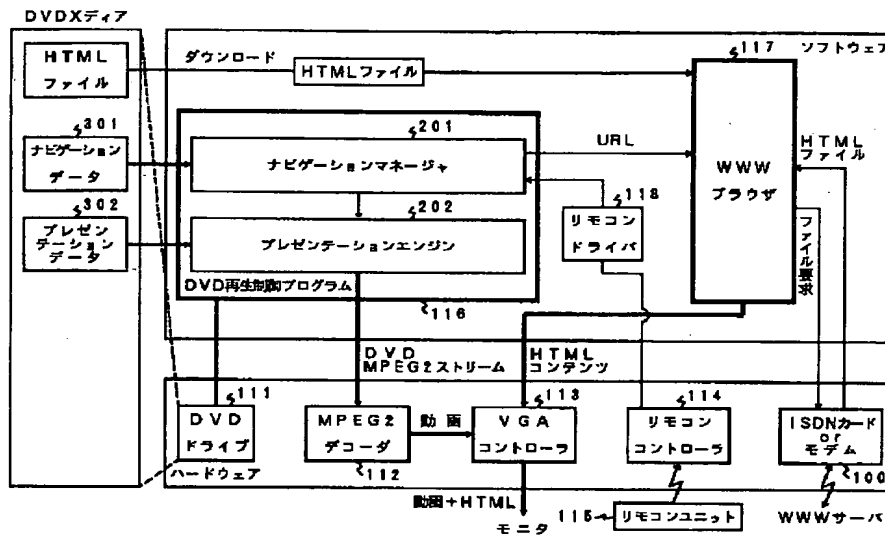 DVDXディア
HTML
ファイル
301
ナビゲーション
データ
302
プレゼン
テーション
データ
ダウンロード
HTMLファイル
117
ソフトウェア
WWW
ブラウザ
201
ナビゲーションマネージャ
URL
HTML
ファイル
202
プレゼンテーションエンジン
118
リモコン
ドライバ
ファイル要求
DVD再生制御プログラム
116
DVD
MPEG2ストリーム
HTML
コンテンツ
111
DVD
ドライブ
ハードウェア
MPEG2
デコーダ
112
動画
113
VGA
コントローラ
114
リモコン
コントローラ
ISDNカード
or
モデム
100
動画+HTML
モニタ
115
リモコンユニット
WWWサーバ